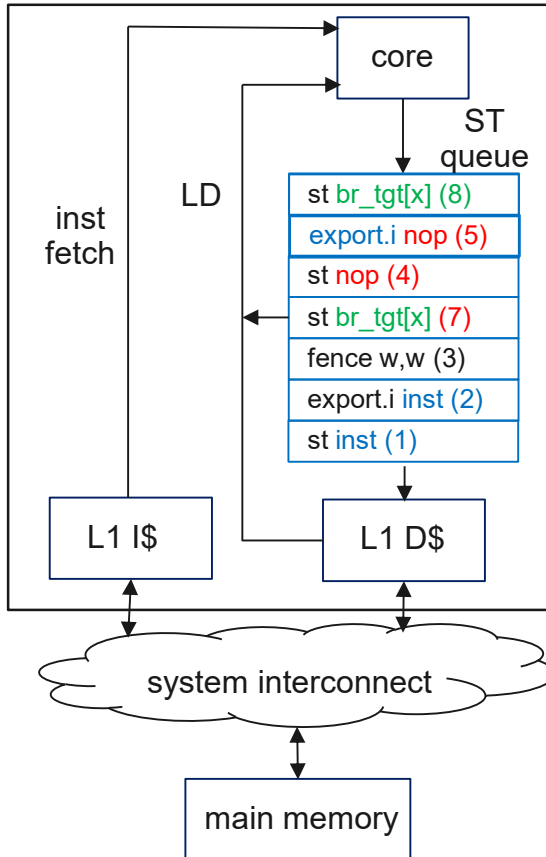 core
ST
queue
LD
inst
fetch
st br_tgt[x] (8)
export.i nop (5)
st nop (4)
st br_tgt[x] (7)
fence w,w (3)
export.i inst (2)
st inst (1)
L1 I$
L1 D$
system interconnect
main memory